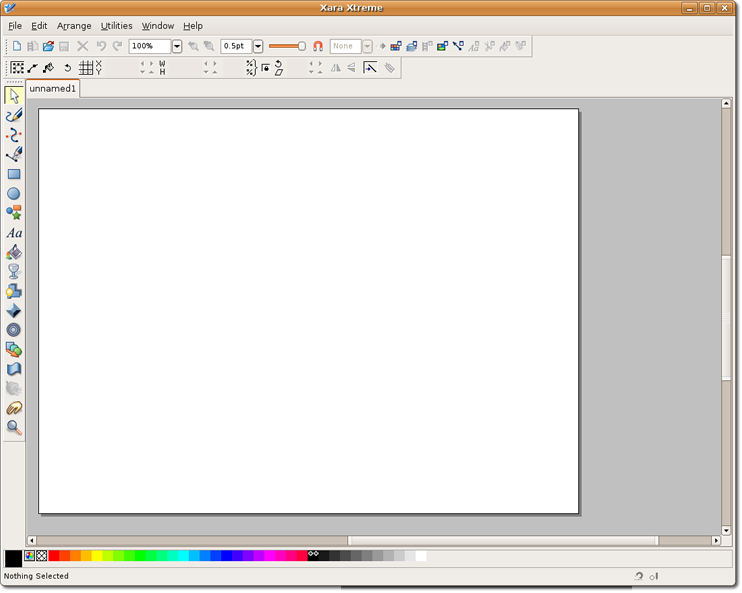 Xara Xtreme
File Edit Arrange Utilities Window Help
100% 0.5pt None
X
Y
W
H
unnamed1
Aa
Nothing Selected